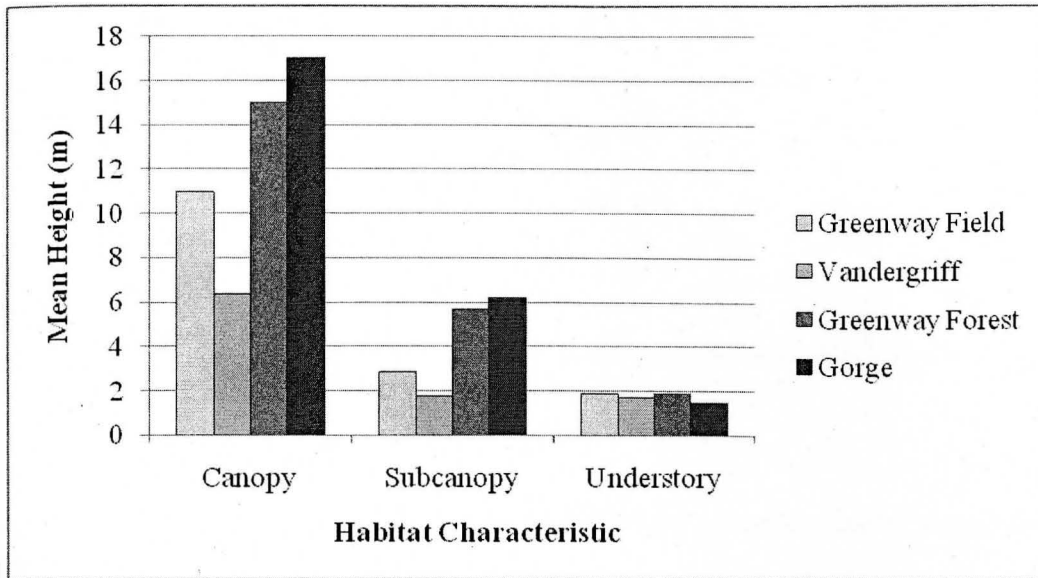 18
16
14
12
10
8
6
4
2
0
Mean Height (m)
Canopy
Subcanopy
Understory
Habitat Characteristic
Greenway Field
Vandergriff
Greenway Forest
Gorge